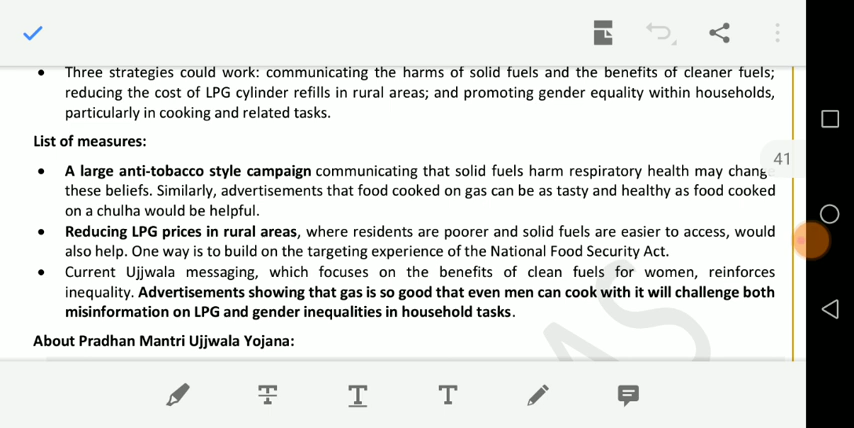 • Three strategies could work: communicating the harms of solid fuels and the benefits of cleaner fuels;
reducing the cost of LPG cylinder refills in rural areas; and promoting gender equality within households,
particularly in cooking and related tasks.
List of measures:
41
• A large anti-tobacco style campaign communicating that solid fuels harm respiratory health may change
these beliefs. Similarly, advertisements that food cooked on gas can be as tasty and healthy as food cooked
on a chulha would be helpful.
• Reducing LPG prices in rural areas, where residents are poorer and solid fuels are easier to access, would
also help. One way is to build on the targeting experience of the National Food Security Act.
• Current Ujjwala messaging, which focuses on the benefits of clean fuels for women, reinforces
inequality. Advertisements showing that gas is so good that even men can cook with it will challenge both
misinformation on LPG and gender inequalities in household tasks.
About Pradhan Mantri Ujjwala Yojana: